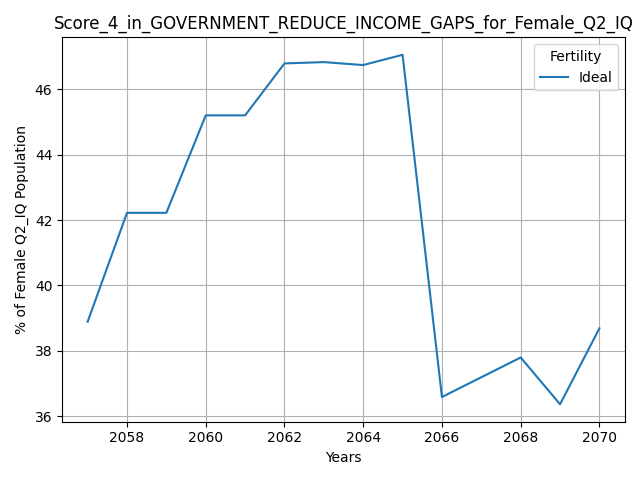 Score_4_in_GOVERNMENT_REDUCE_INCOME_GAPS_for_Female_Q2_IQ
Fertility
Ideal
46
44
42
40
38
36
% of Female Q2_IQ Population
2058 2060 2062 2064 2066 2068 2070
Years